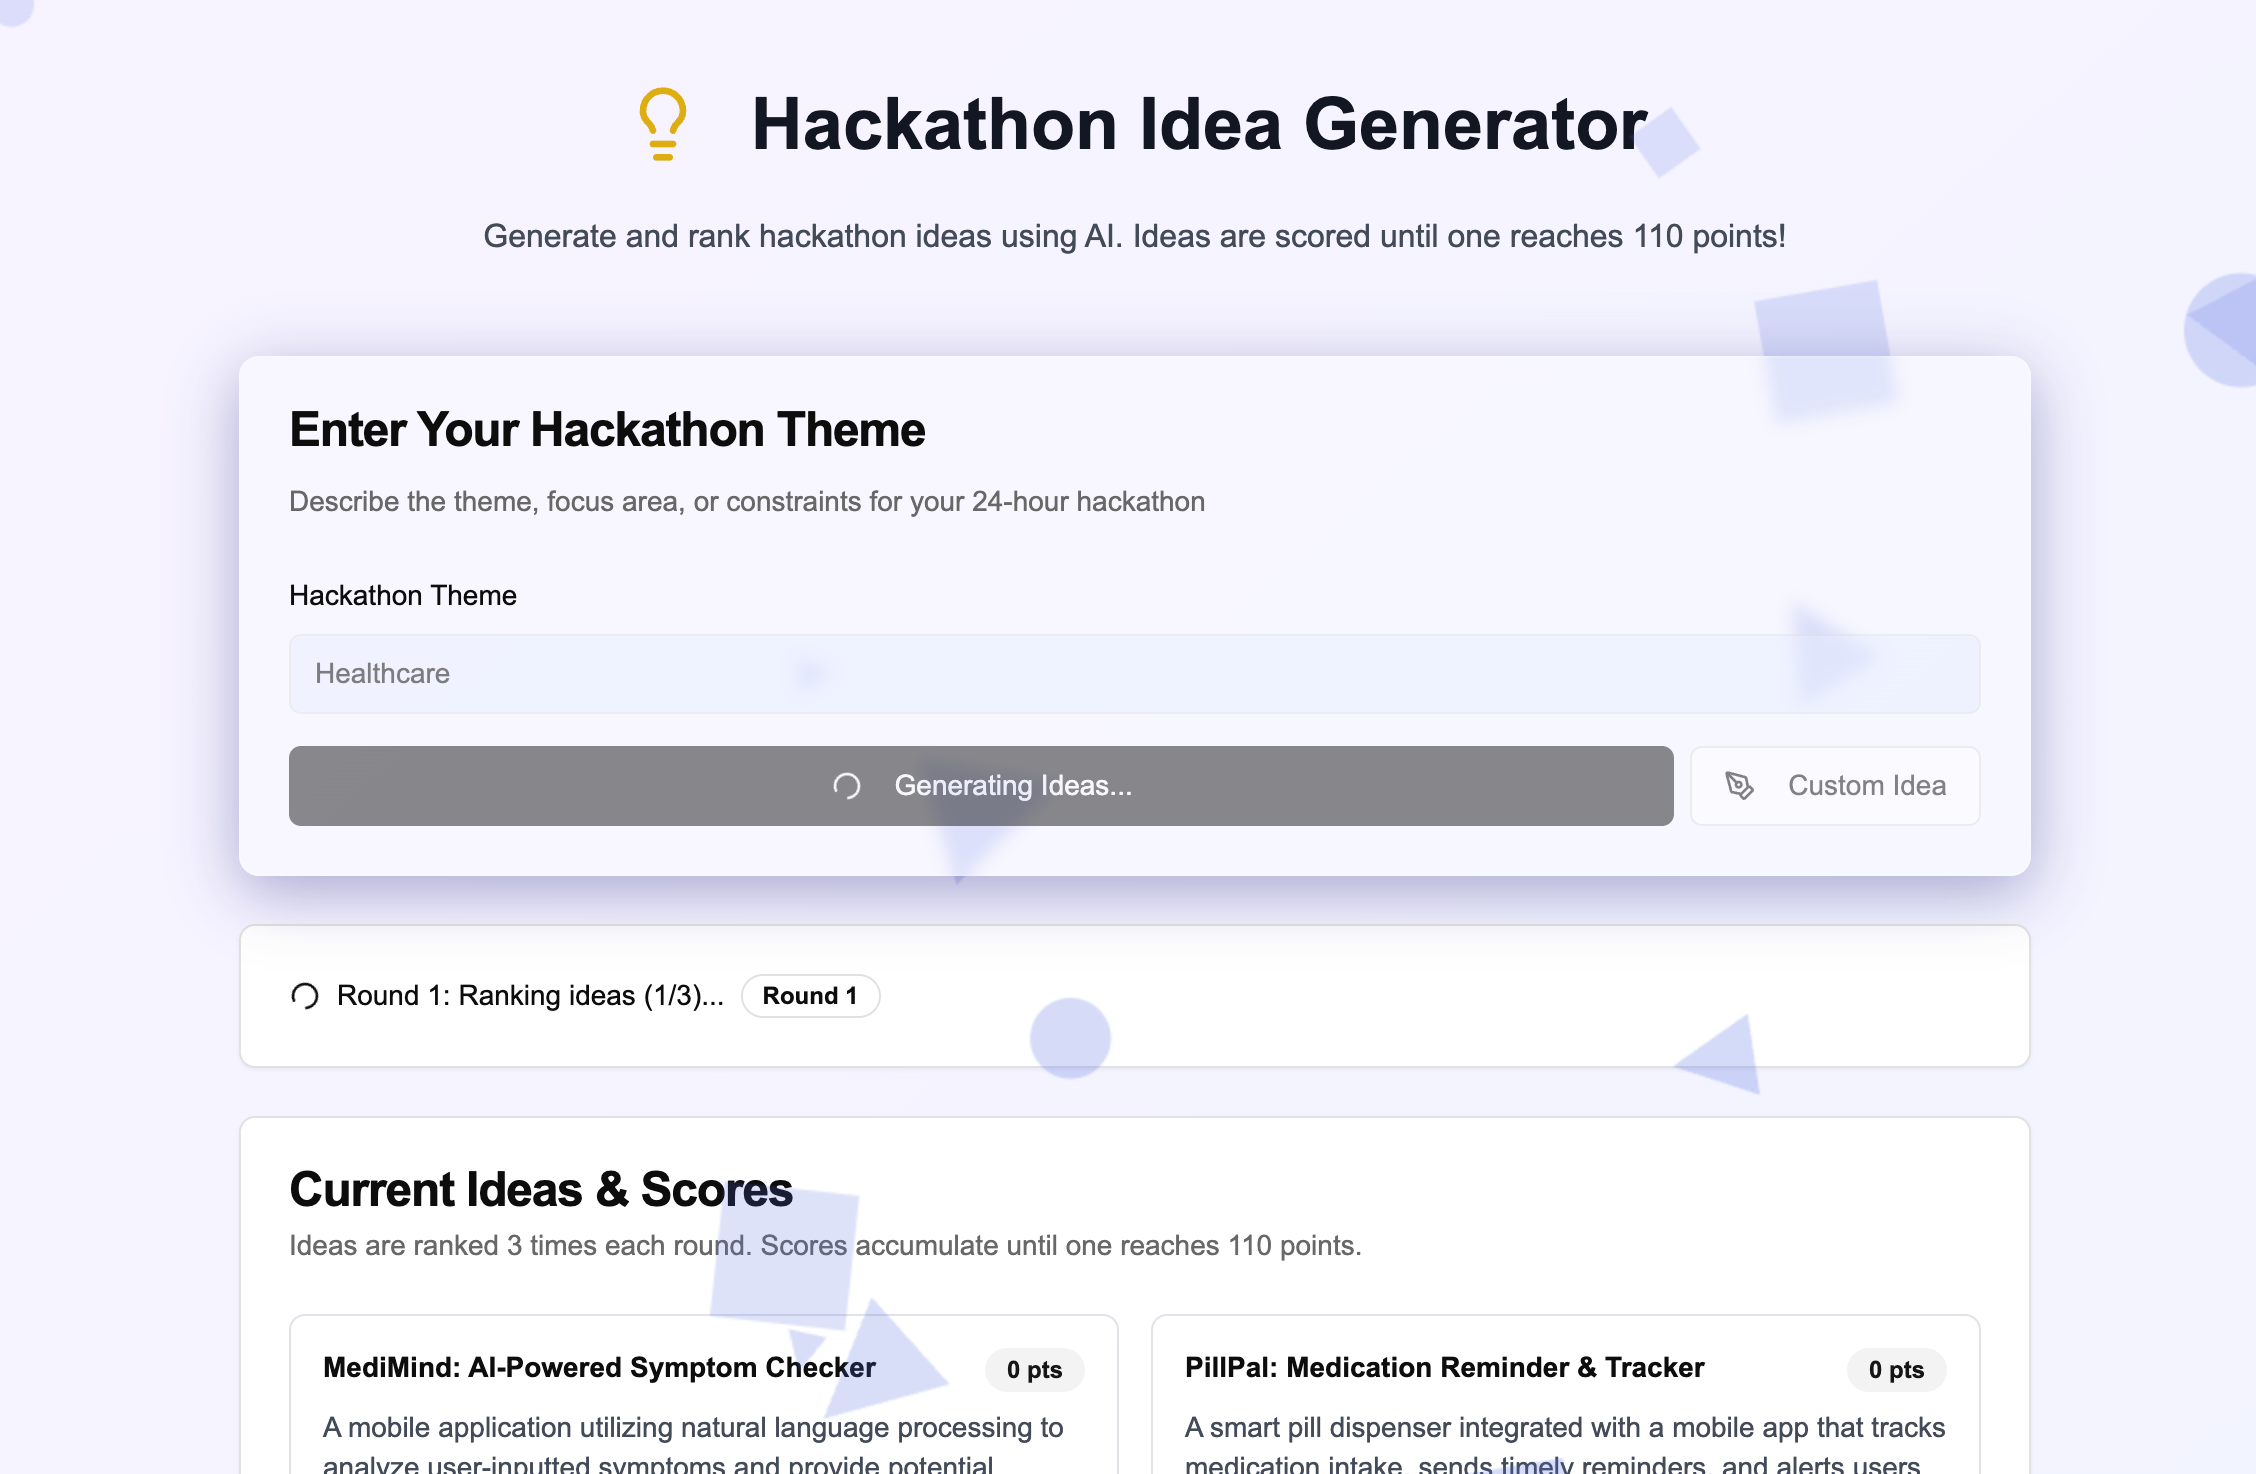 Hackathon Idea Generator
Generate and rank hackathon ideas using AI. Ideas are scored until one reaches 110 points!
Enter Your Hackathon Theme
Describe the theme, focus area, or constraints for your 24-hour hackathon
Hackathon Theme
Healthcare
Generating Ideas...
Custom Idea
Round 1: Ranking ideas (1/3)...
Round 1
Current Ideas & Scores
Ideas are ranked 3 times each round. Scores accumulate until one reaches 110 points.
MediMind: AI-Powered Symptom Checker
0 pts
A mobile application utilizing natural language processing to
analyze user-inputted symptoms and provide potential
PillPal: Medication Reminder & Tracker
0 pts
A smart pill dispenser integrated with a mobile app that tracks
medication intake, sends timely reminders, and alerts users